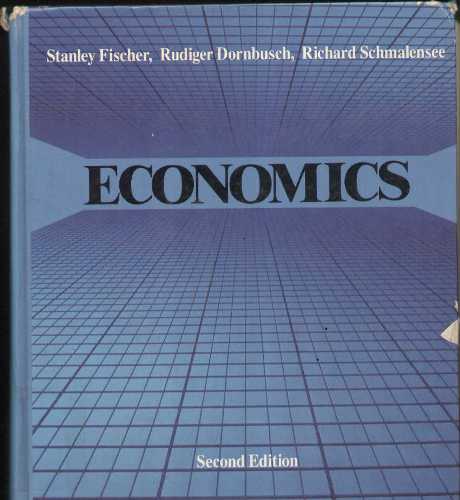 Stanley Fischer, Rudiger Dornbusch, Richard Schmalensee
ECONOMICS
Second Edition